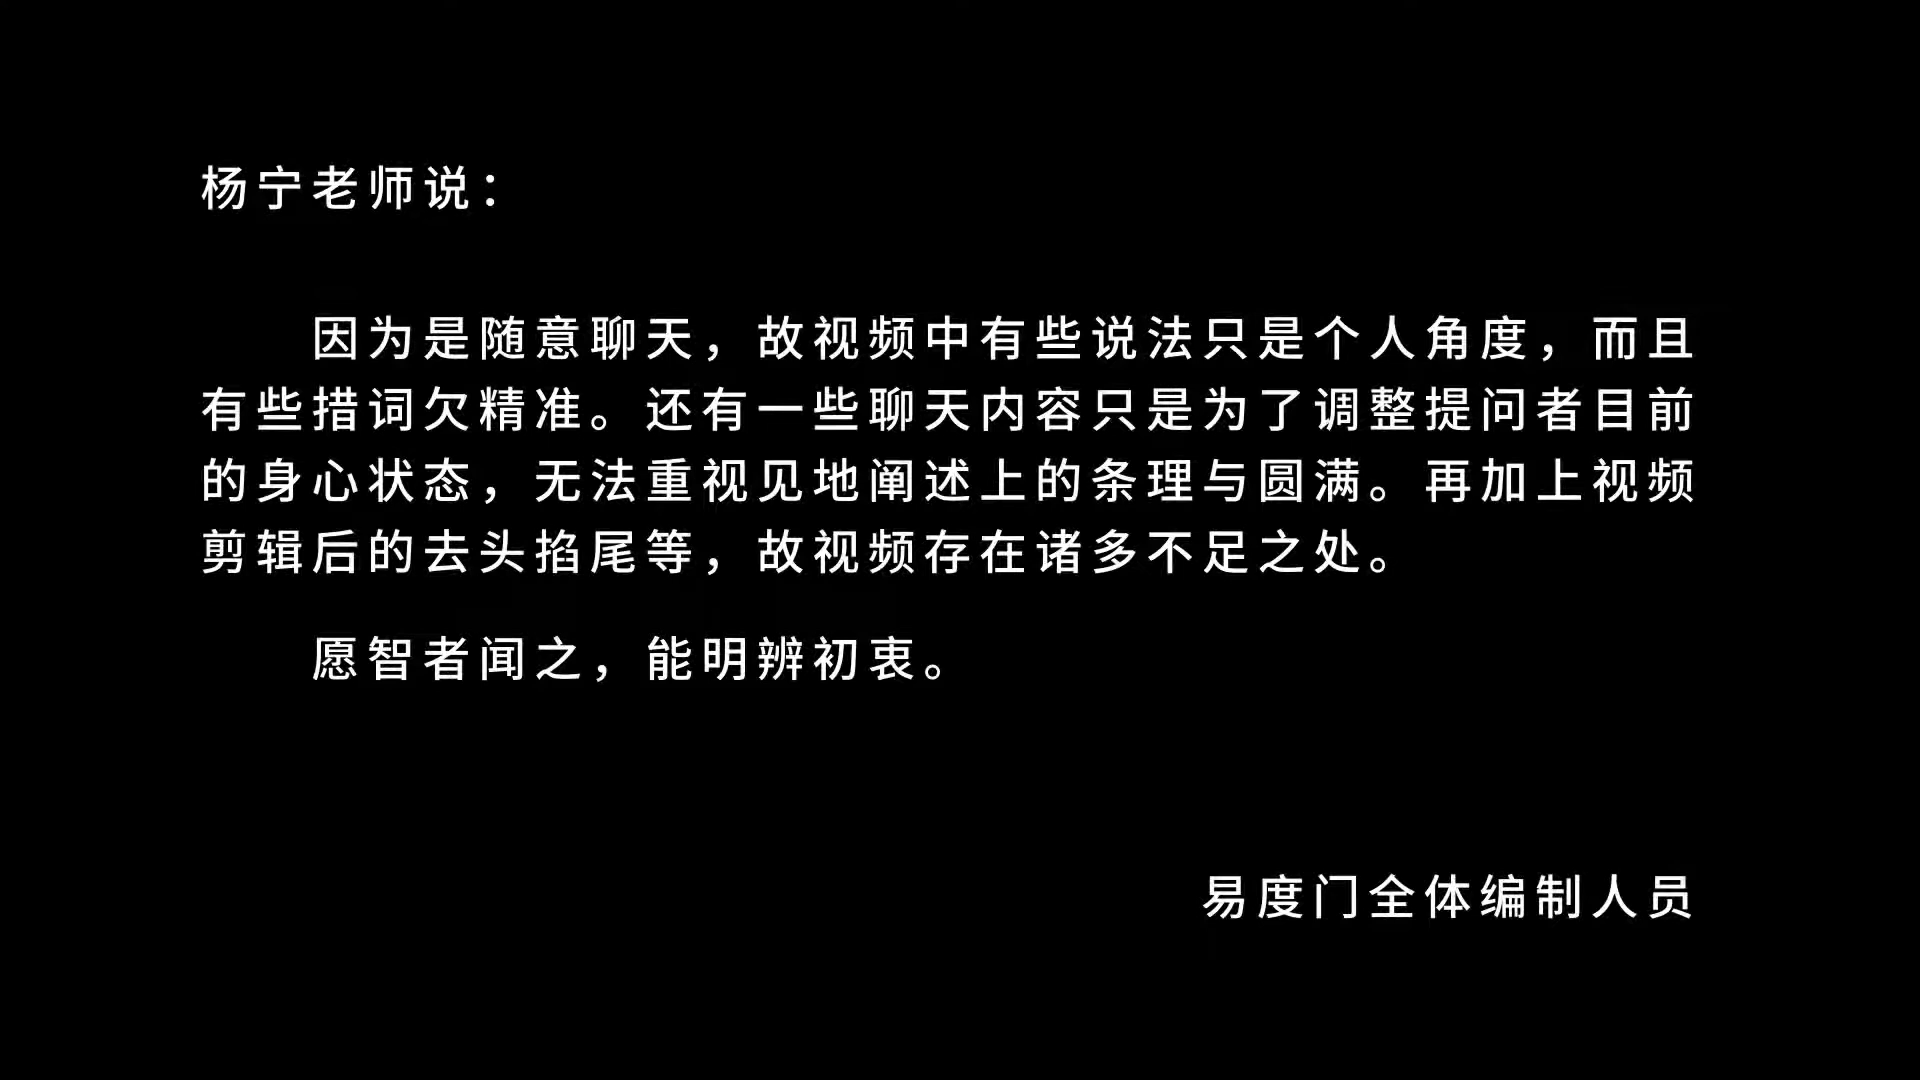 杨宁老师说：
因为是随意聊天，故视频中有些说法只是个人角度，而且
有些措词欠精准。还有一些聊天内容只是为了调整提问者目前
的身心状态，无法重视见地阐述上的条理与圆满。再加上视频
剪辑后的去头掐尾等，故视频存在诸多不足之处。
愿智者闻之，能明辨初衷。
易度门全体编制人员